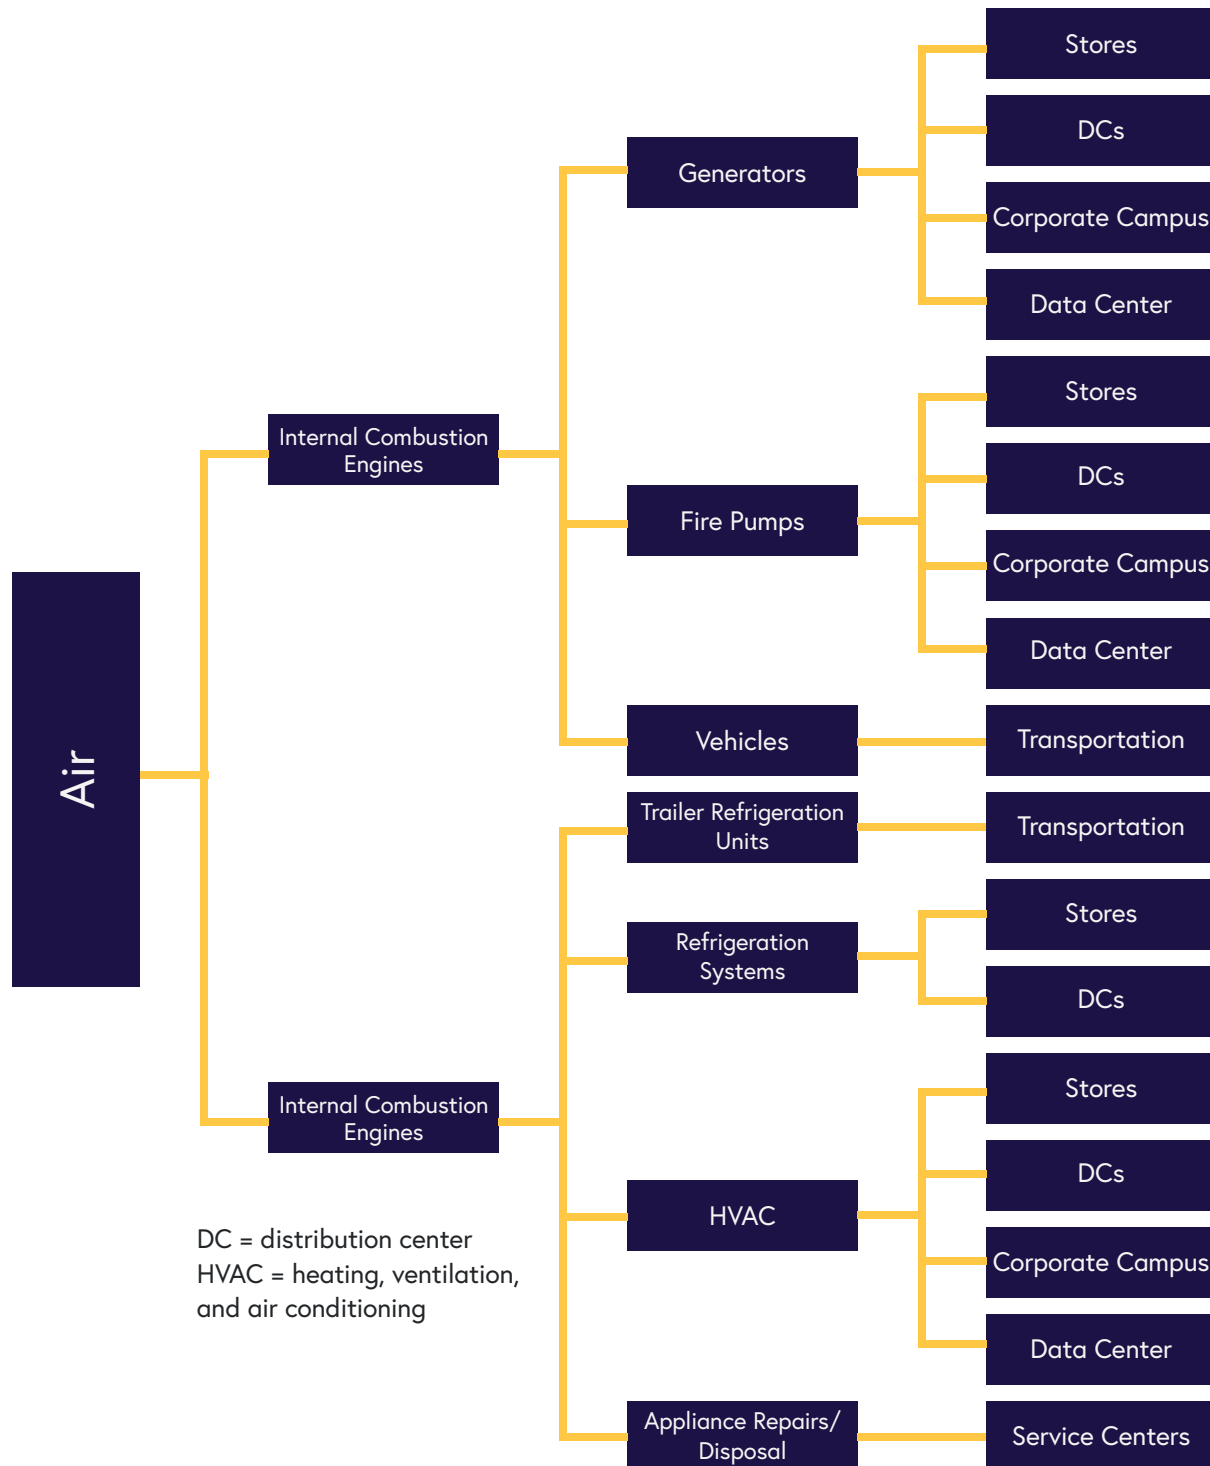 Air
Internal Combustion
Engines
Generators
Stores
DCs
Corporate Campus
Data Center
Fire Pumps
Stores
DCs
Corporate Campus
Data Center
Vehicles
Transportation
Internal Combustion
Engines
Trailer Refrigeration
Units
Transportation
Refrigeration
Systems
Stores
DCs
HVAC
Stores
DCs
Corporate Campus
Data Center
Appliance Repairs/
Disposal
Service Centers
DC = distribution center
HVAC = heating, ventilation,
and air conditioning